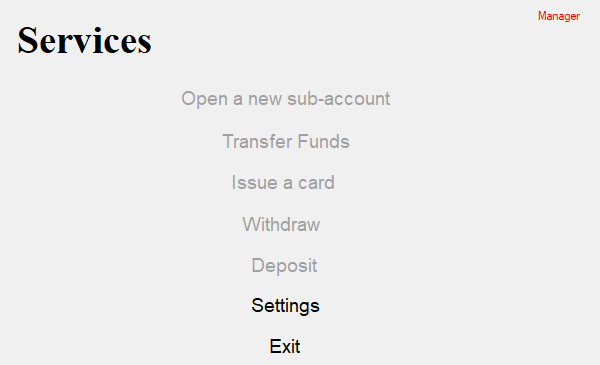 Manager
Services
Open a new sub-account
Transfer Funds
Issue a card
Withdraw
Deposit
Settings
Exit